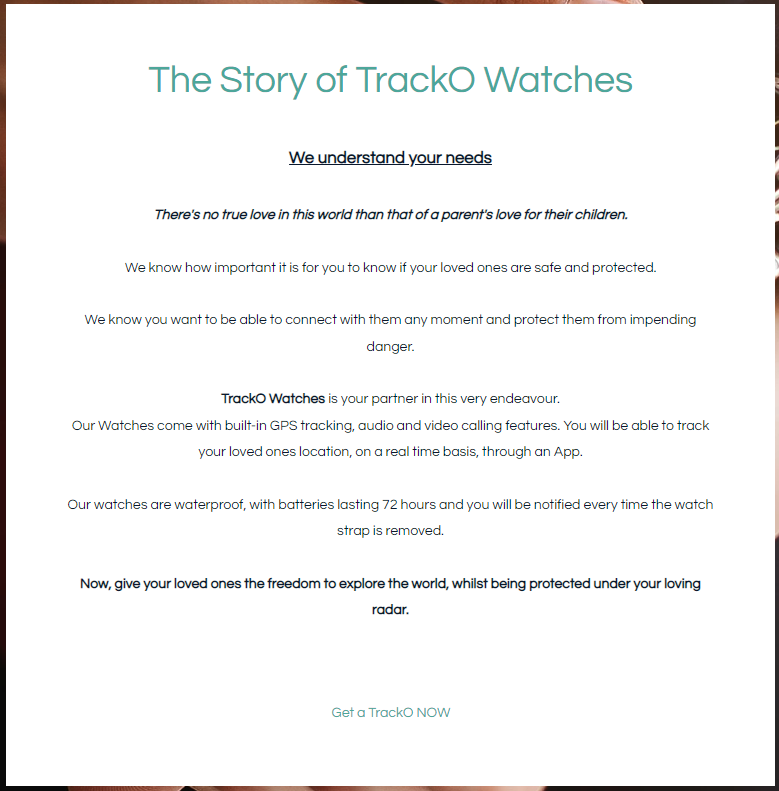 The Story of TrackO Watches
We understand your needs
There's no true love in this world than that of a parent's love for their children.
We know how important it is for you to know if your loved ones are safe and protected.
We know you want to be able to connect with them any moment and protect them from impending
danger.
TrackO Watches is your partner in this very endeavour.
Our Watches come with built-in GPS tracking, audio and video calling features. You will be able to track
your loved ones location, on a real time basis, through an App.
Our watches are waterproof, with batteries lasting 72 hours and you will be notified every time the watch
strap is removed.
Now, give your loved ones the freedom to explore the world, whilst being protected under your loving
radar.
Get a TrackO NOW